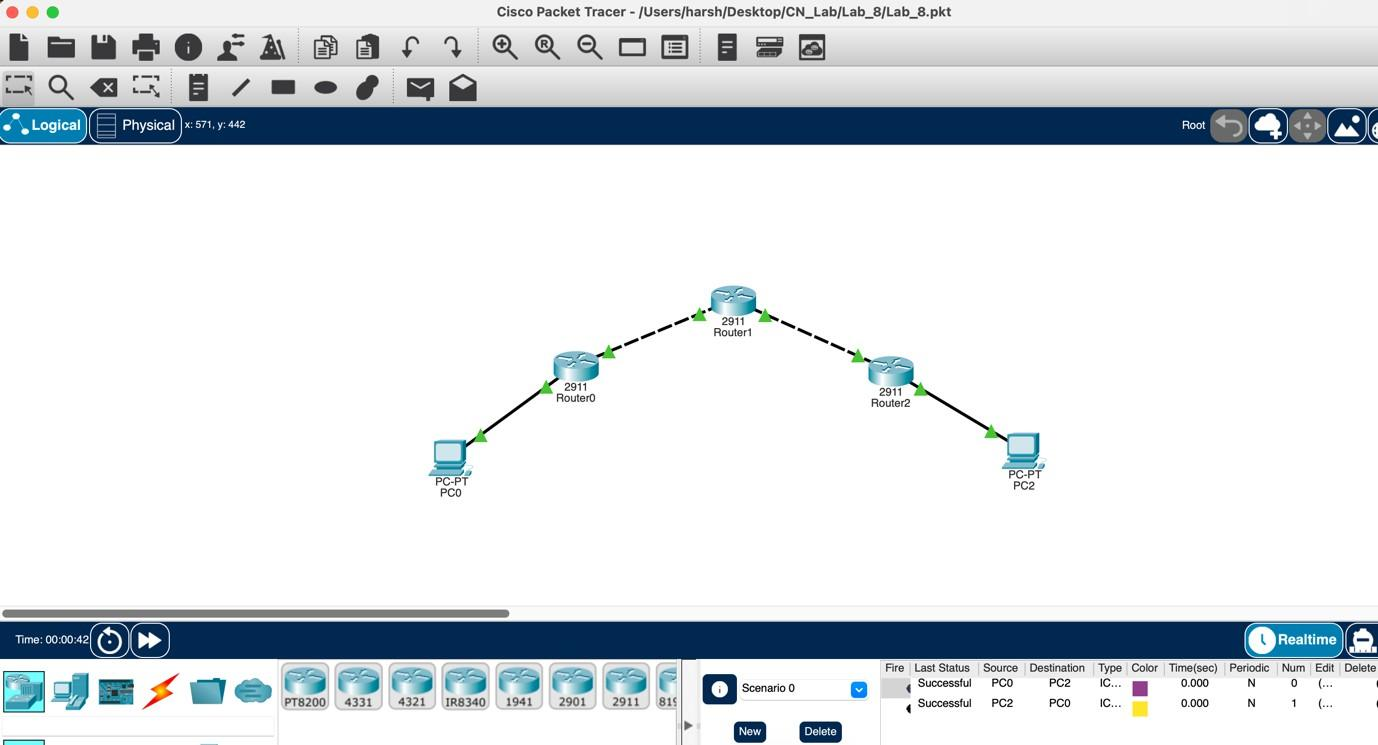 Cisco Packet Tracer - /Users/harsh/Desktop/CN_Lab/Lab_8/Lab_8.pkt
Logical Physical x: 571, y: 442 Root
2911
Router1
2911
Router0
2911
Router2
PC-PT
PC0
PC-PT
PC2
Time: 00:00:42 Realtime
Fire Last Status Source Destination Type Color Time(sec) Periodic Num Edit Delete
Successful PC0 PC2 IC... 0.000 N 0 (...
Successful PC2 PC0 IC... 0.000 N 1 (...
Scenario 0
New Delete
PT8200 4331 4321 IR8340 1941 2901 2911 819